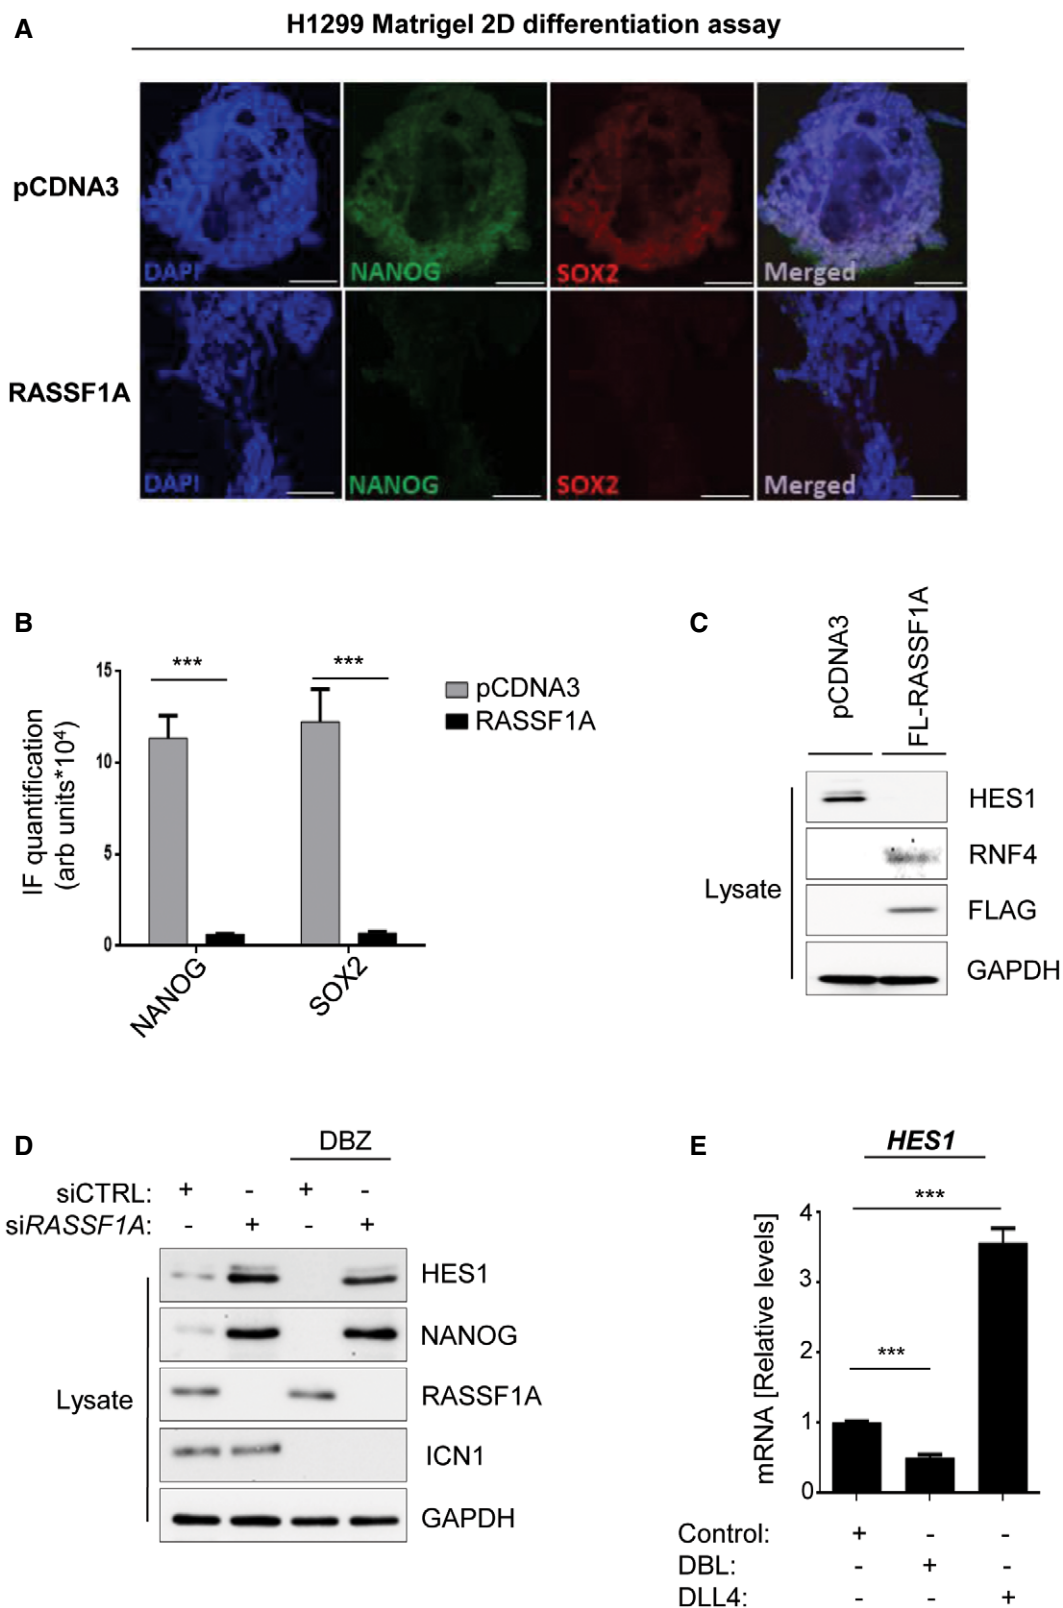 A
H1299 Matrigel 2D differentiation assay
pCDNA3
DAPI
NANOG
SOX2
Merged
RASSF1A
DAPI
NANOG
SOX2
Merged
B
***
***
pCDNA3
RASSF1A
IF quantification
(arb units*10⁴)
15
10
5
0
NANOG
SOX2
C
pCDNA3
FL-RASSF1A
HES1
RNF4
FLAG
GAPDH
Lysate
D
DBZ
siCTRL: + - + -
siRASSF1A: - + - +
HES1
NANOG
RASSF1A
ICN1
GAPDH
Lysate
E
HES1
***
***
mRNA [Relative levels]
4
3
2
1
0
Control: + - -
DBL: - + -
DLL4: - - +